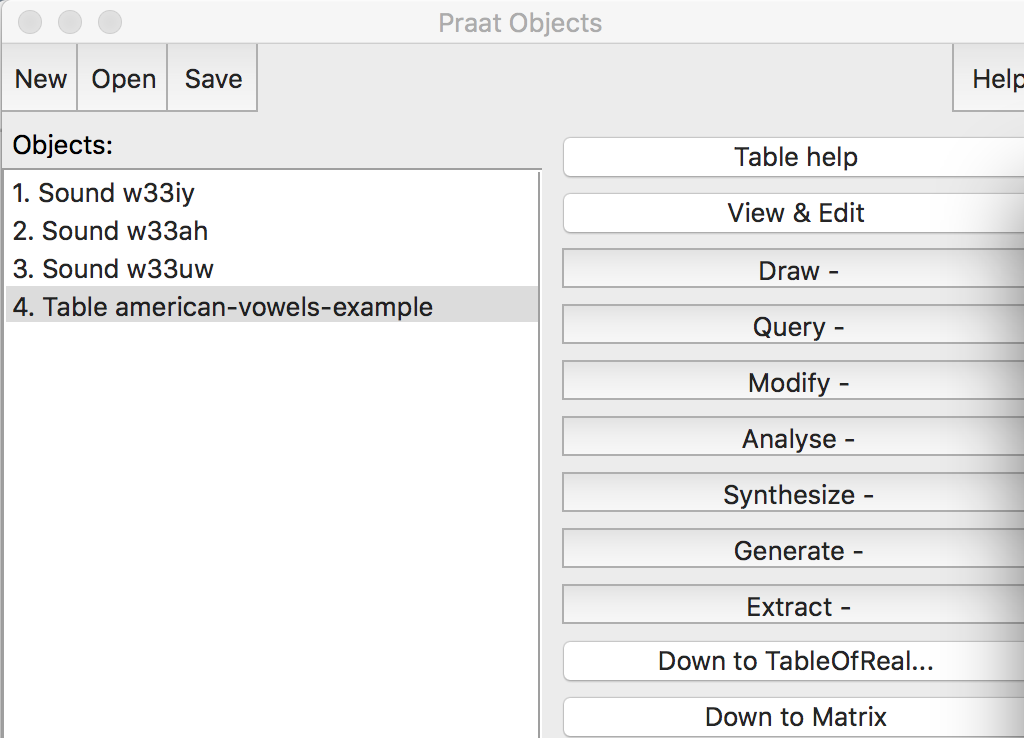 Praat Objects
New Open Save Help
Objects:
1. Sound w33iy
2. Sound w33ah
3. Sound w33uw
4. Table american-vowels-example
Table help
View & Edit
Draw -
Query -
Modify -
Analyse -
Synthesize -
Generate -
Extract -
Down to TableOfReal...
Down to Matrix